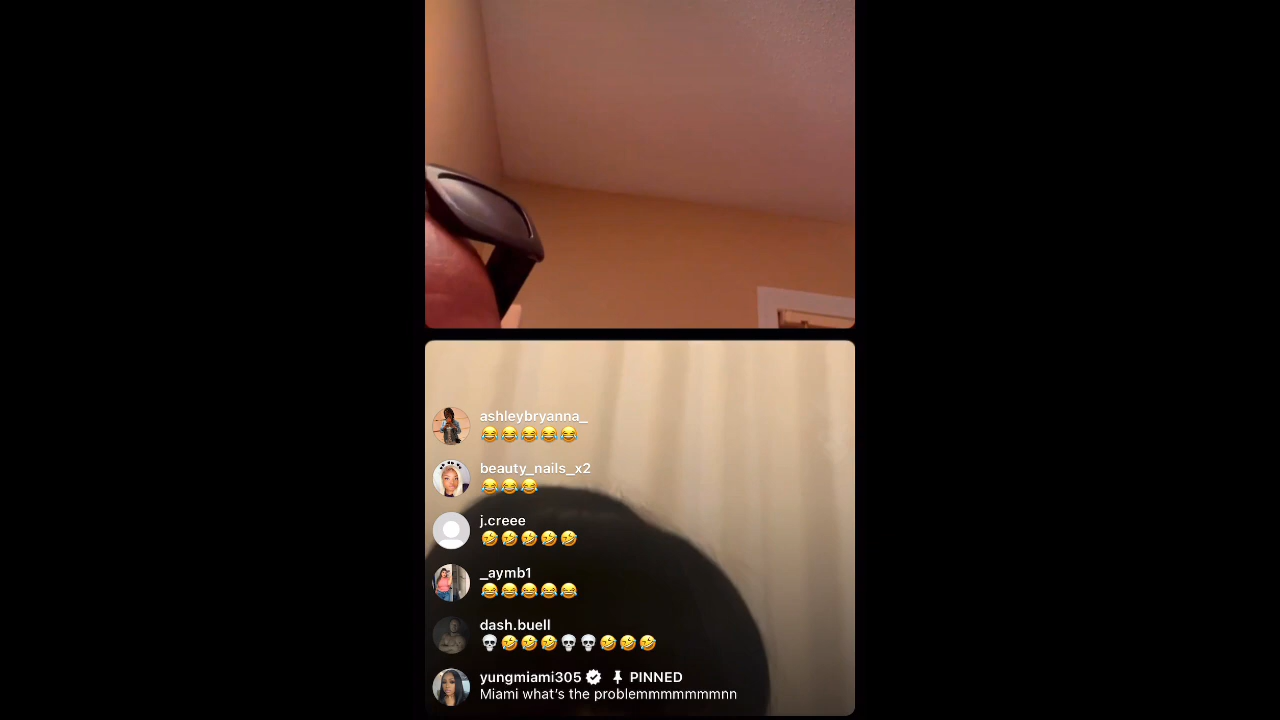 ashleybryanna_
😂😂😂😂😂
beauty_nails_x2
😂😂😂
j.creee
🤣🤣🤣🤣🤣
_aymb1
😂😂😂😂😂
dash.buell
💀🤣🤣🤣💀💀🤣🤣🤣
yungmiami305 PINNED
Miami what's the problemmmmmmmnn